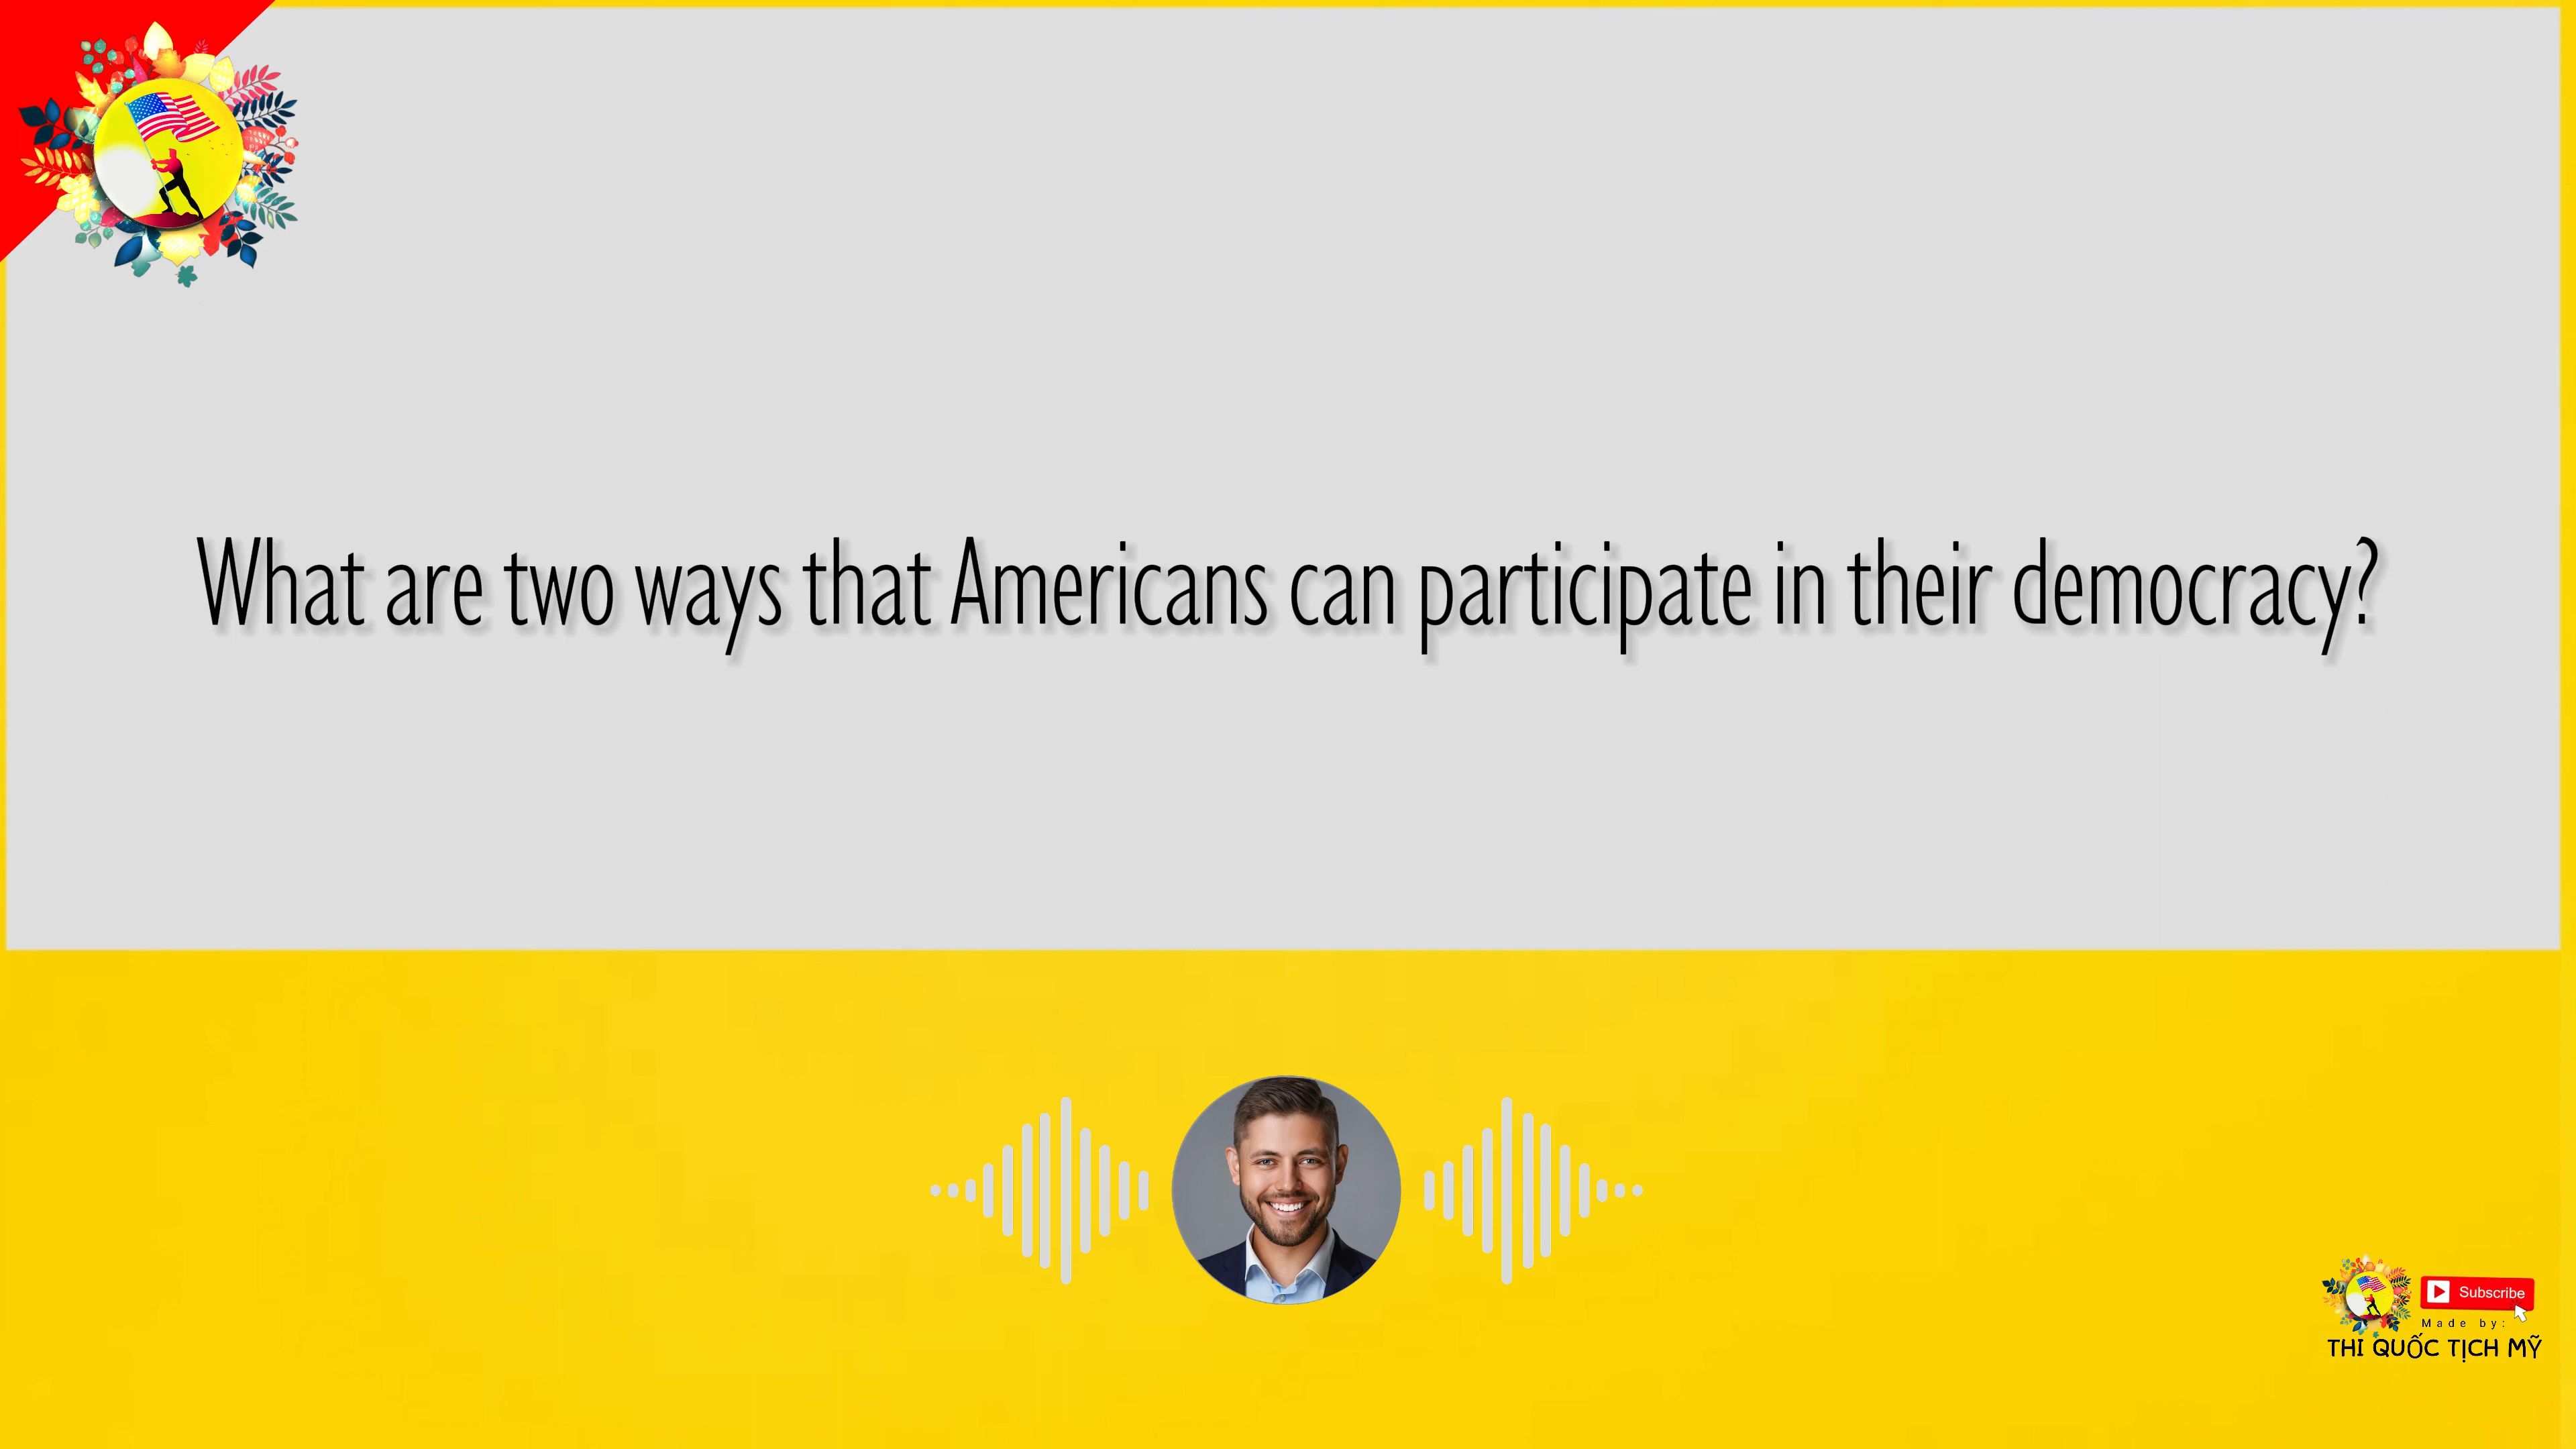 What are two ways that Americans can participate in their democracy?
Subscribe
Made by:
THI QUỐC TỊCH MỸ